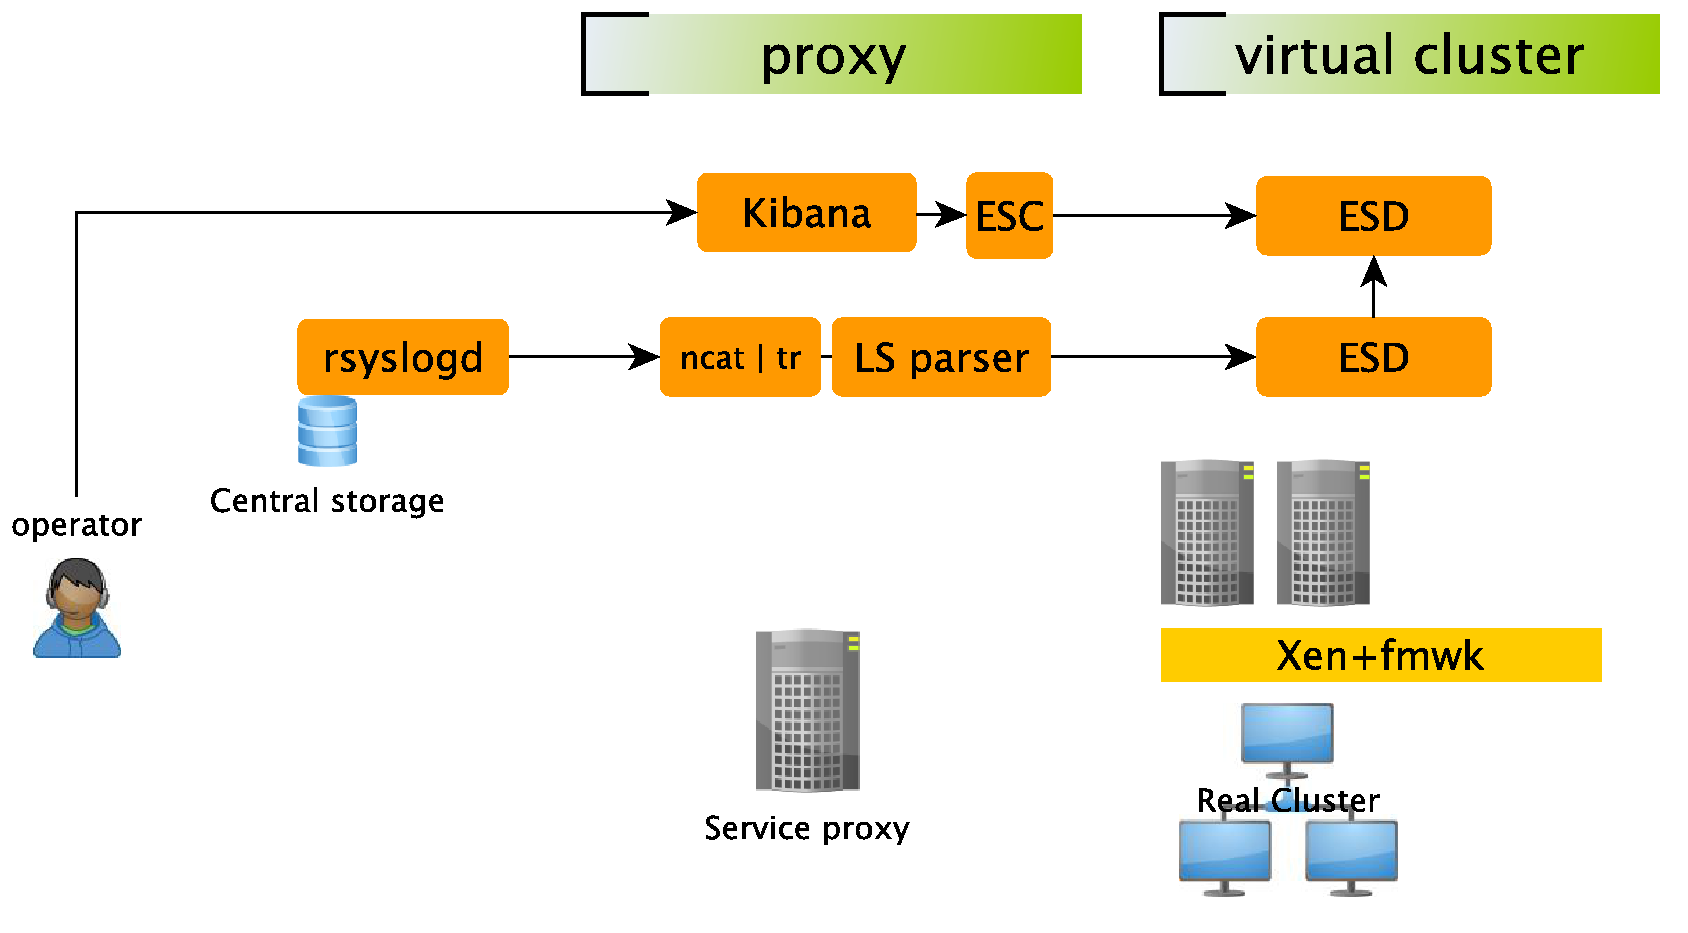 proxy
virtual cluster
Kibana
ESC
ESD
rsyslogd
ncat | tr
LS parser
ESD
Central storage
operator
Xen+fmwk
Real Cluster
Service proxy